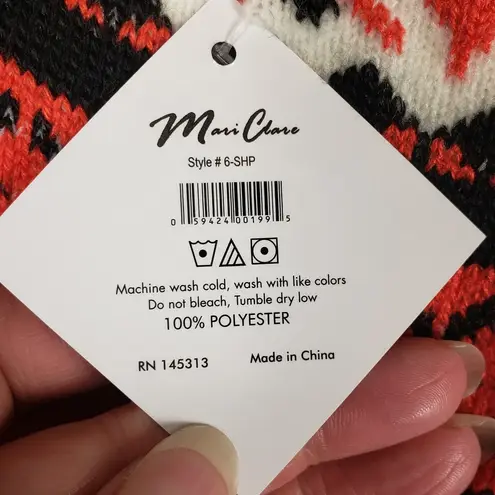 Mari Clare
Style # 6-SHP
0 59424 00199 5
Machine wash cold, wash with like colors
Do not bleach, Tumble dry low
100% POLYESTER
RN 145313 Made in China